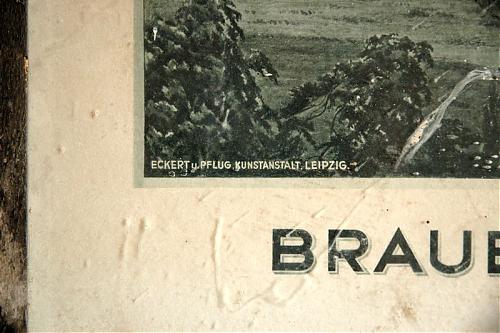 ECKERT u. PFLUG, KUNSTANSTALT, LEIPZIG.
BRAUE